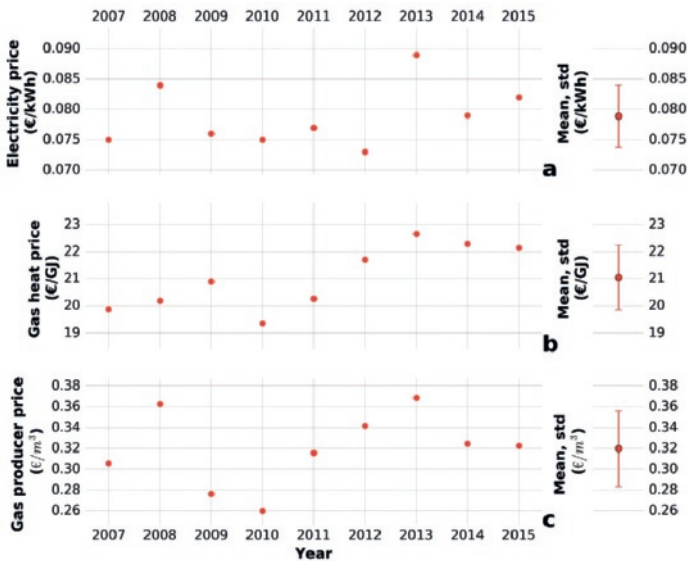 2007 2008 2009 2010 2011 2012 2013 2014 2015
Electricity price
(€/kWh)
0.090
0.085
0.080
0.075
0.070
a
Mean, std
(€/kWh)
0.090
0.085
0.080
0.075
0.070
Gas heat price
(€/GJ)
23
22
21
20
19
b
Mean, std
(€/GJ)
23
22
21
20
19
Gas producer price
(€/m³)
0.38
0.36
0.34
0.32
0.30
0.28
0.26
c
Mean, std
(€/m³)
0.38
0.36
0.34
0.32
0.30
0.28
0.26
2007 2008 2009 2010 2011 2012 2013 2014 2015
Year